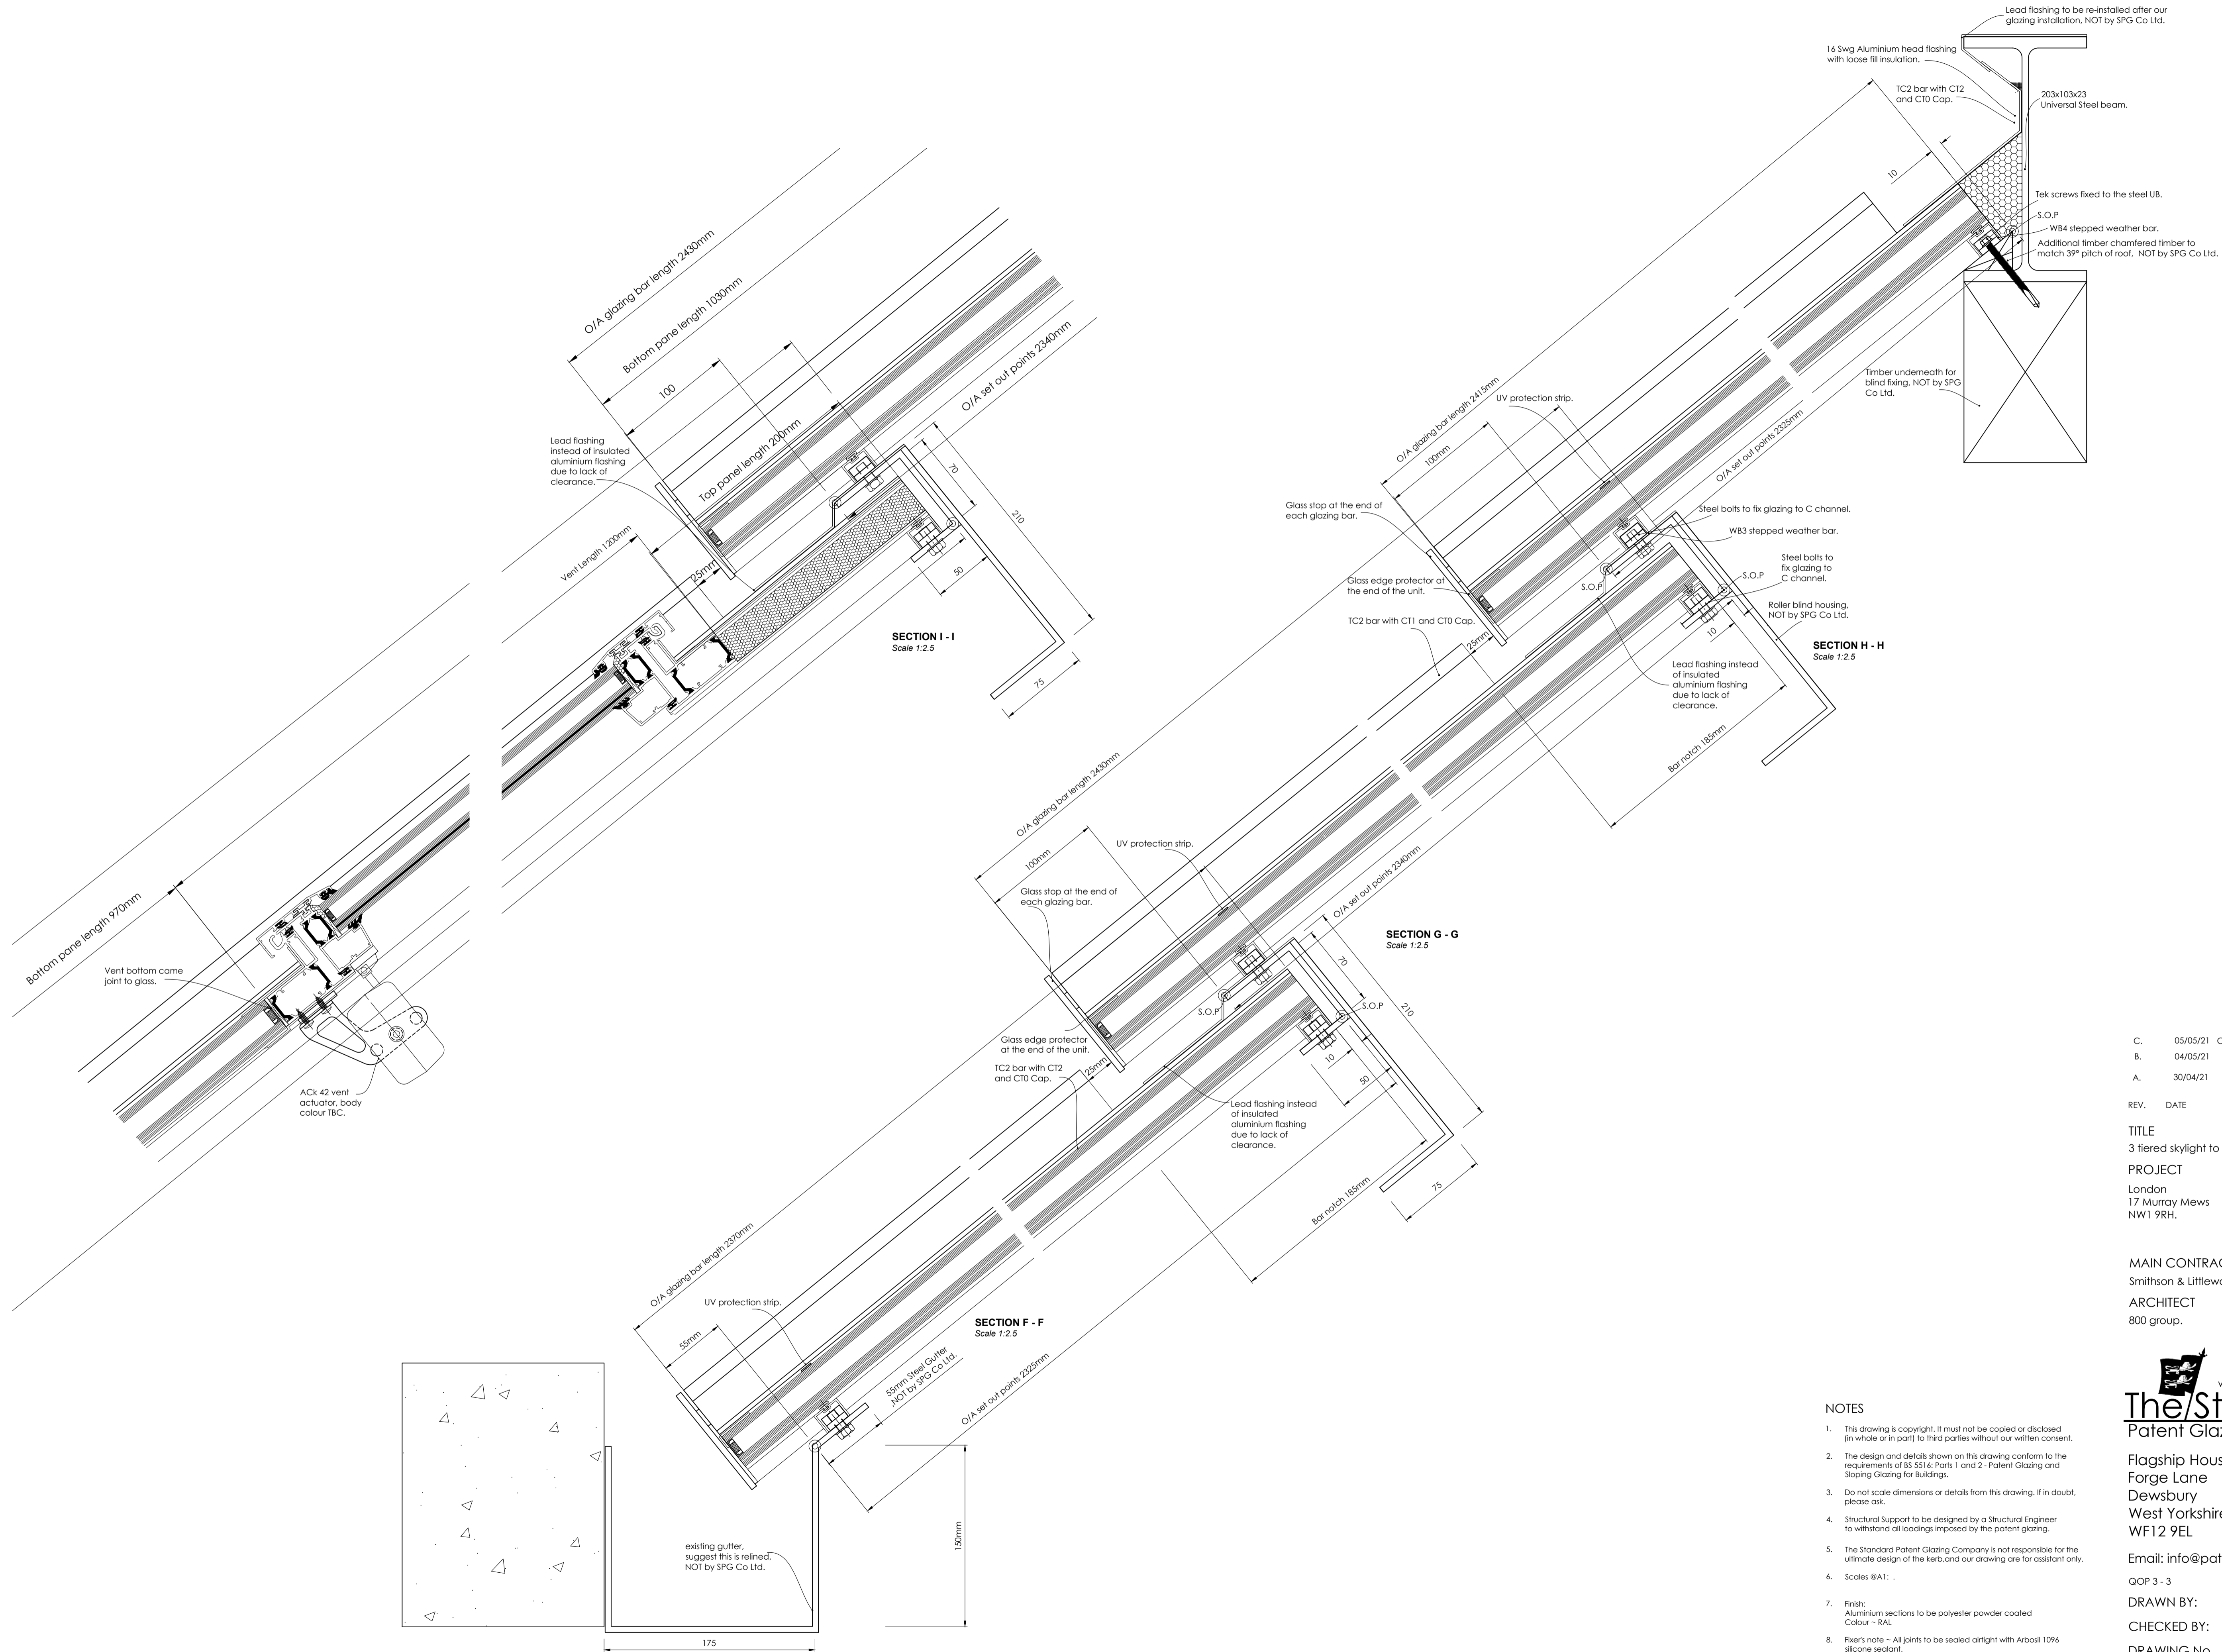 Lead flashing to be re-installed after our
glazing installation, NOT by SPG Co Ltd.
16 Swg Aluminium head flashing
with loose fill insulation.
TC2 bar with CT2
and CT0 Cap.
203x103x23
Universal Steel beam.
10
Tek screws fixed to the steel UB.
S.O.P
WB4 stepped weather bar.
Additional timber chamfered timber to
match 39° pitch of roof, NOT by SPG Co Ltd.
Timber underneath for
blind fixing, NOT by SPG
Co Ltd.
O/A glazing bar length 2430mm
Bottom pane length 1030mm
100
O/A set out points 2340mm
Top panel length 200mm
Lead flashing
instead of insulated
aluminium flashing
due to lack of
clearance.
70
210
Vent Length 1200mm
25mm
50
75
SECTION I - I
Scale 1:2.5
Bottom pane length 970mm
Vent bottom came
joint to glass.
ACk 42 vent
actuator, body
colour TBC.
O/A glazing bar length 2415mm
UV protection strip.
100mm
O/A set out points 2325mm
Glass stop at the end of
each glazing bar.
Steel bolts to fix glazing to C channel.
WB3 stepped weather bar.
Steel bolts to
fix glazing to
C channel.
Glass edge protector at
the end of the unit.
S.O.P
S.O.P
Roller blind housing,
NOT by SPG Co Ltd.
TC2 bar with CT1 and CT0 Cap.
25mm
10
SECTION H - H
Scale 1:2.5
Lead flashing instead
of insulated
aluminium flashing
due to lack of
clearance.
Bar notch 185mm
O/A glazing bar length 2430mm
UV protection strip.
100mm
O/A set out points 2340mm
Glass stop at the end of
each glazing bar.
SECTION G - G
Scale 1:2.5
70
210
S.O.P
S.O.P
Glass edge protector
at the end of the unit.
TC2 bar with CT2
and CT0 Cap.
25mm
10
50
Lead flashing instead
of insulated
aluminium flashing
due to lack of
clearance.
Bar notch 185mm
75
O/A glazing bar length 2370mm
UV protection strip.
55mm
SECTION F - F
Scale 1:2.5
55mm Steel Gutter
,NOT by SPG Co Ltd.
O/A set out points 2325mm
150mm
existing gutter,
suggest this is relined,
NOT by SPG Co Ltd.
175
NOTES
1. This drawing is copyright. It must not be copied or disclosed
(in whole or in part) to third parties without our written consent.
2. The design and details shown on this drawing conform to the
requirements of BS 5516: Parts 1 and 2 - Patent Glazing and
Sloping Glazing for Buildings.
3. Do not scale dimensions or details from this drawing. If in doubt,
please ask.
4. Structural Support to be designed by a Structural Engineer
to withstand all loadings imposed by the patent glazing.
5. The Standard Patent Glazing Company is not responsible for the
ultimate design of the kerb,and our drawing are for assistant only.
6. Scales @A1: .
7. Finish:
Aluminium sections to be polyester powder coated
Colour ~ RAL
8. Fixer's note ~ All joints to be sealed airtight with Arbosil 1096
silicone sealant.
C. 05/05/21
B. 04/05/21
A. 30/04/21
REV. DATE
TITLE
3 tiered skylight to
PROJECT
London
17 Murray Mews
NW1 9RH.
MAIN CONTRAC
Smithson & Littlewo
ARCHITECT
800 group.
The St
Patent Glaz
Flagship Hous
Forge Lane
Dewsbury
West Yorkshire
WF12 9EL
Email: info@pat
QOP 3 - 3
DRAWN BY:
CHECKED BY:
DRAWING No